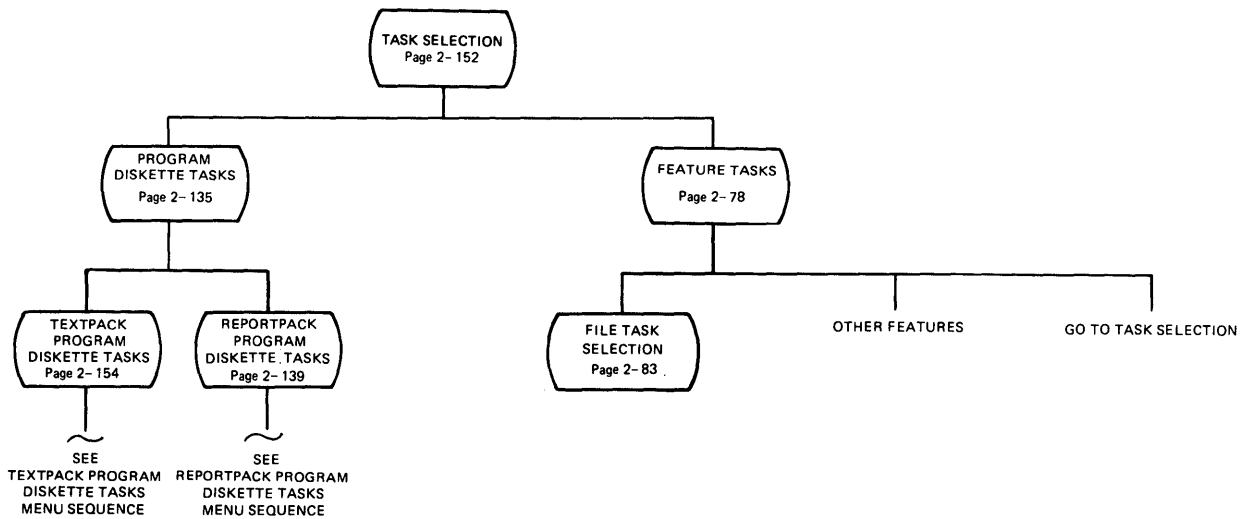 TASK SELECTION
Page 2-152
PROGRAM
DISKETTE TASKS
Page 2-135
FEATURE TASKS
Page 2-78
TEXTPACK
PROGRAM
DISKETTE TASKS
Page 2-154
REPORTPACK
PROGRAM
DISKETTE TASKS
Page 2-139
FILE TASK
SELECTION
Page 2-83
OTHER FEATURES
GO TO TASK SELECTION
SEE
TEXTPACK PROGRAM
DISKETTE TASKS
MENU SEQUENCE
SEE
REPORTPACK PROGRAM
DISKETTE TASKS
MENU SEQUENCE